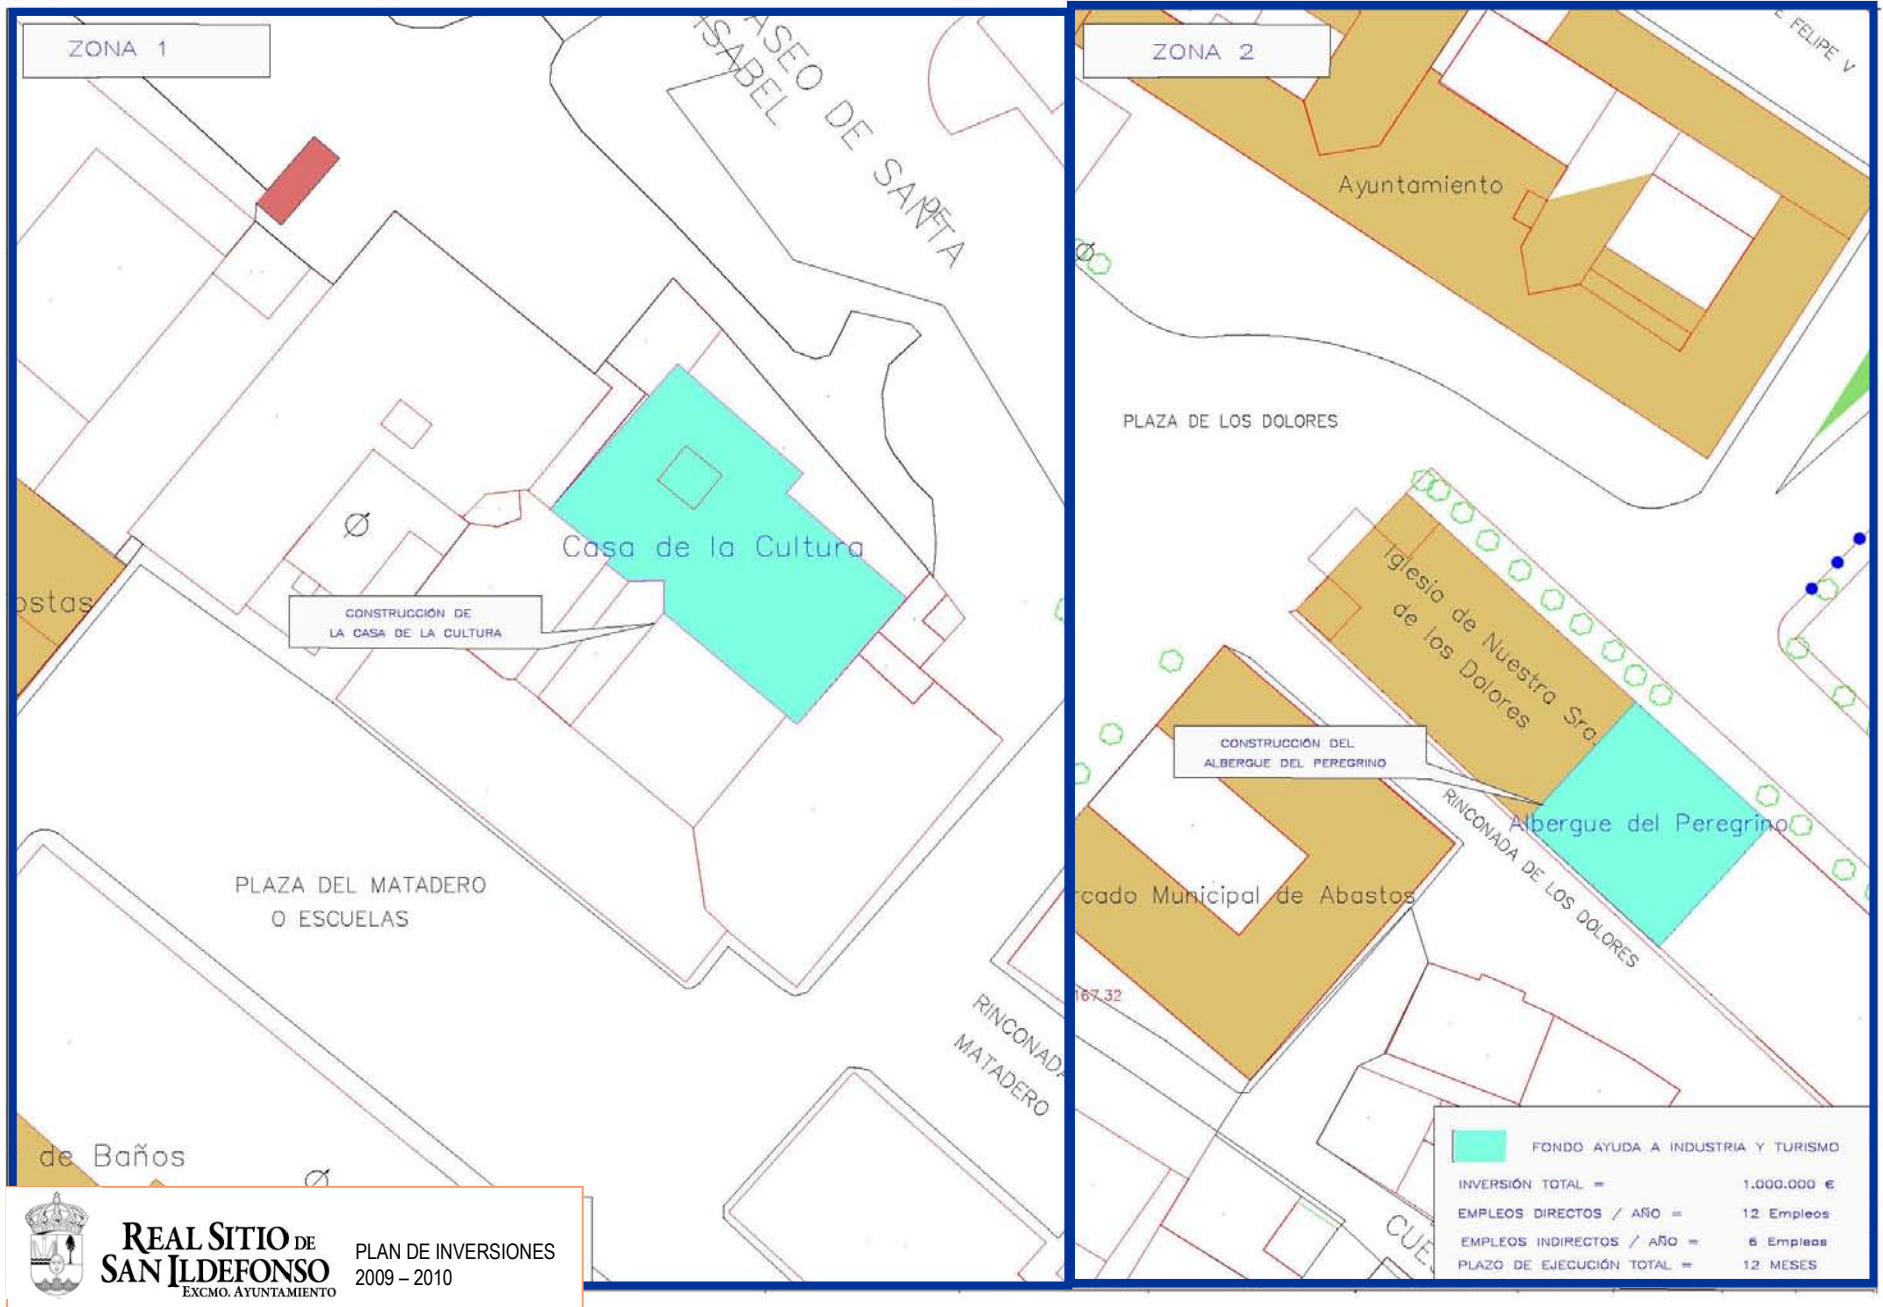 ZONA 1
PASEO DE SANTA
ISABEL
DE
Casa de la Cultura
CONSTRUCCIÓN DE
LA CASA DE LA CULTURA
PLAZA DEL MATADERO
O ESCUELAS
RINCONADA
MATADERO
de Baños
ZONA 2
FELIPE V
Ayuntamiento
PLAZA DE LOS DOLORES
Iglesia de Nuestra Sra.
de los Dolores
CONSTRUCCIÓN DEL
ALBERGUE DEL PEREGRINO
Albergue del Peregrino
RINCONADA DE LOS DOLORES
rcado Municipal de Abastos
167.32
FONDO AYUDA A INDUSTRIA Y TURISMO
INVERSIÓN TOTAL = 1.000.000 €
EMPLEOS DIRECTOS / AÑO = 12 Empleos
EMPLEOS INDIRECTOS / AÑO = 6 Empleos
PLAZO DE EJECUCIÓN TOTAL = 12 MESES
REAL SITIO DE
SAN ILDEFONSO
EXCMO. AYUNTAMIENTO
PLAN DE INVERSIONES
2009 – 2010